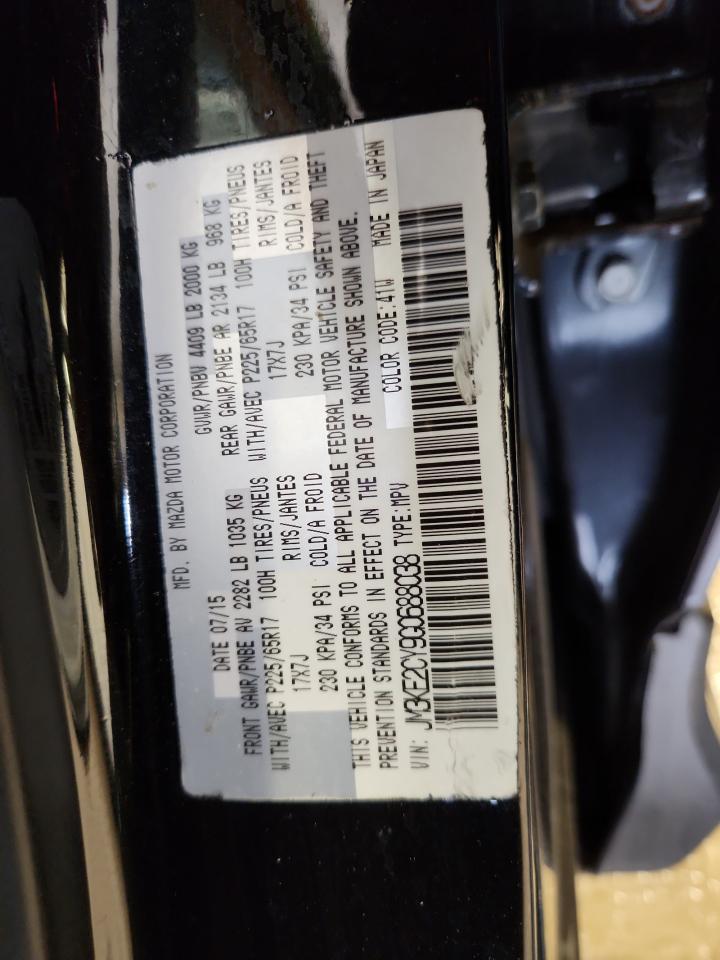 MFD. BY MAZDA MOTOR CORPORATION
DATE 07/15 GVWR/PNBV 4409 LB 2000 KG
FRONT GAWR/PNBE AV 2282 LB 1035 KG REAR GAWR/PNBE AR 2134 LB 968 KG
WITH/AVEC P225/65R17 100H TIRES/PNEUS WITH/AVEC P225/65R17 100H TIRES/PNEUS
17X7J RIMS/JANTES 17X7J RIMS/JANTES
230 KPA/34 PSI COLD/A FROID 230 KPA/34 PSI COLD/A FROID
THIS VEHICLE CONFORMS TO ALL APPLICABLE FEDERAL MOTOR VEHICLE SAFETY AND THEFT
PREVENTION STANDARDS IN EFFECT ON THE DATE OF MANUFACTURE SHOWN ABOVE.
VIN: JM3KE2CY9G0688038 TYPE:MPV COLOR CODE:41W MADE IN JAPAN